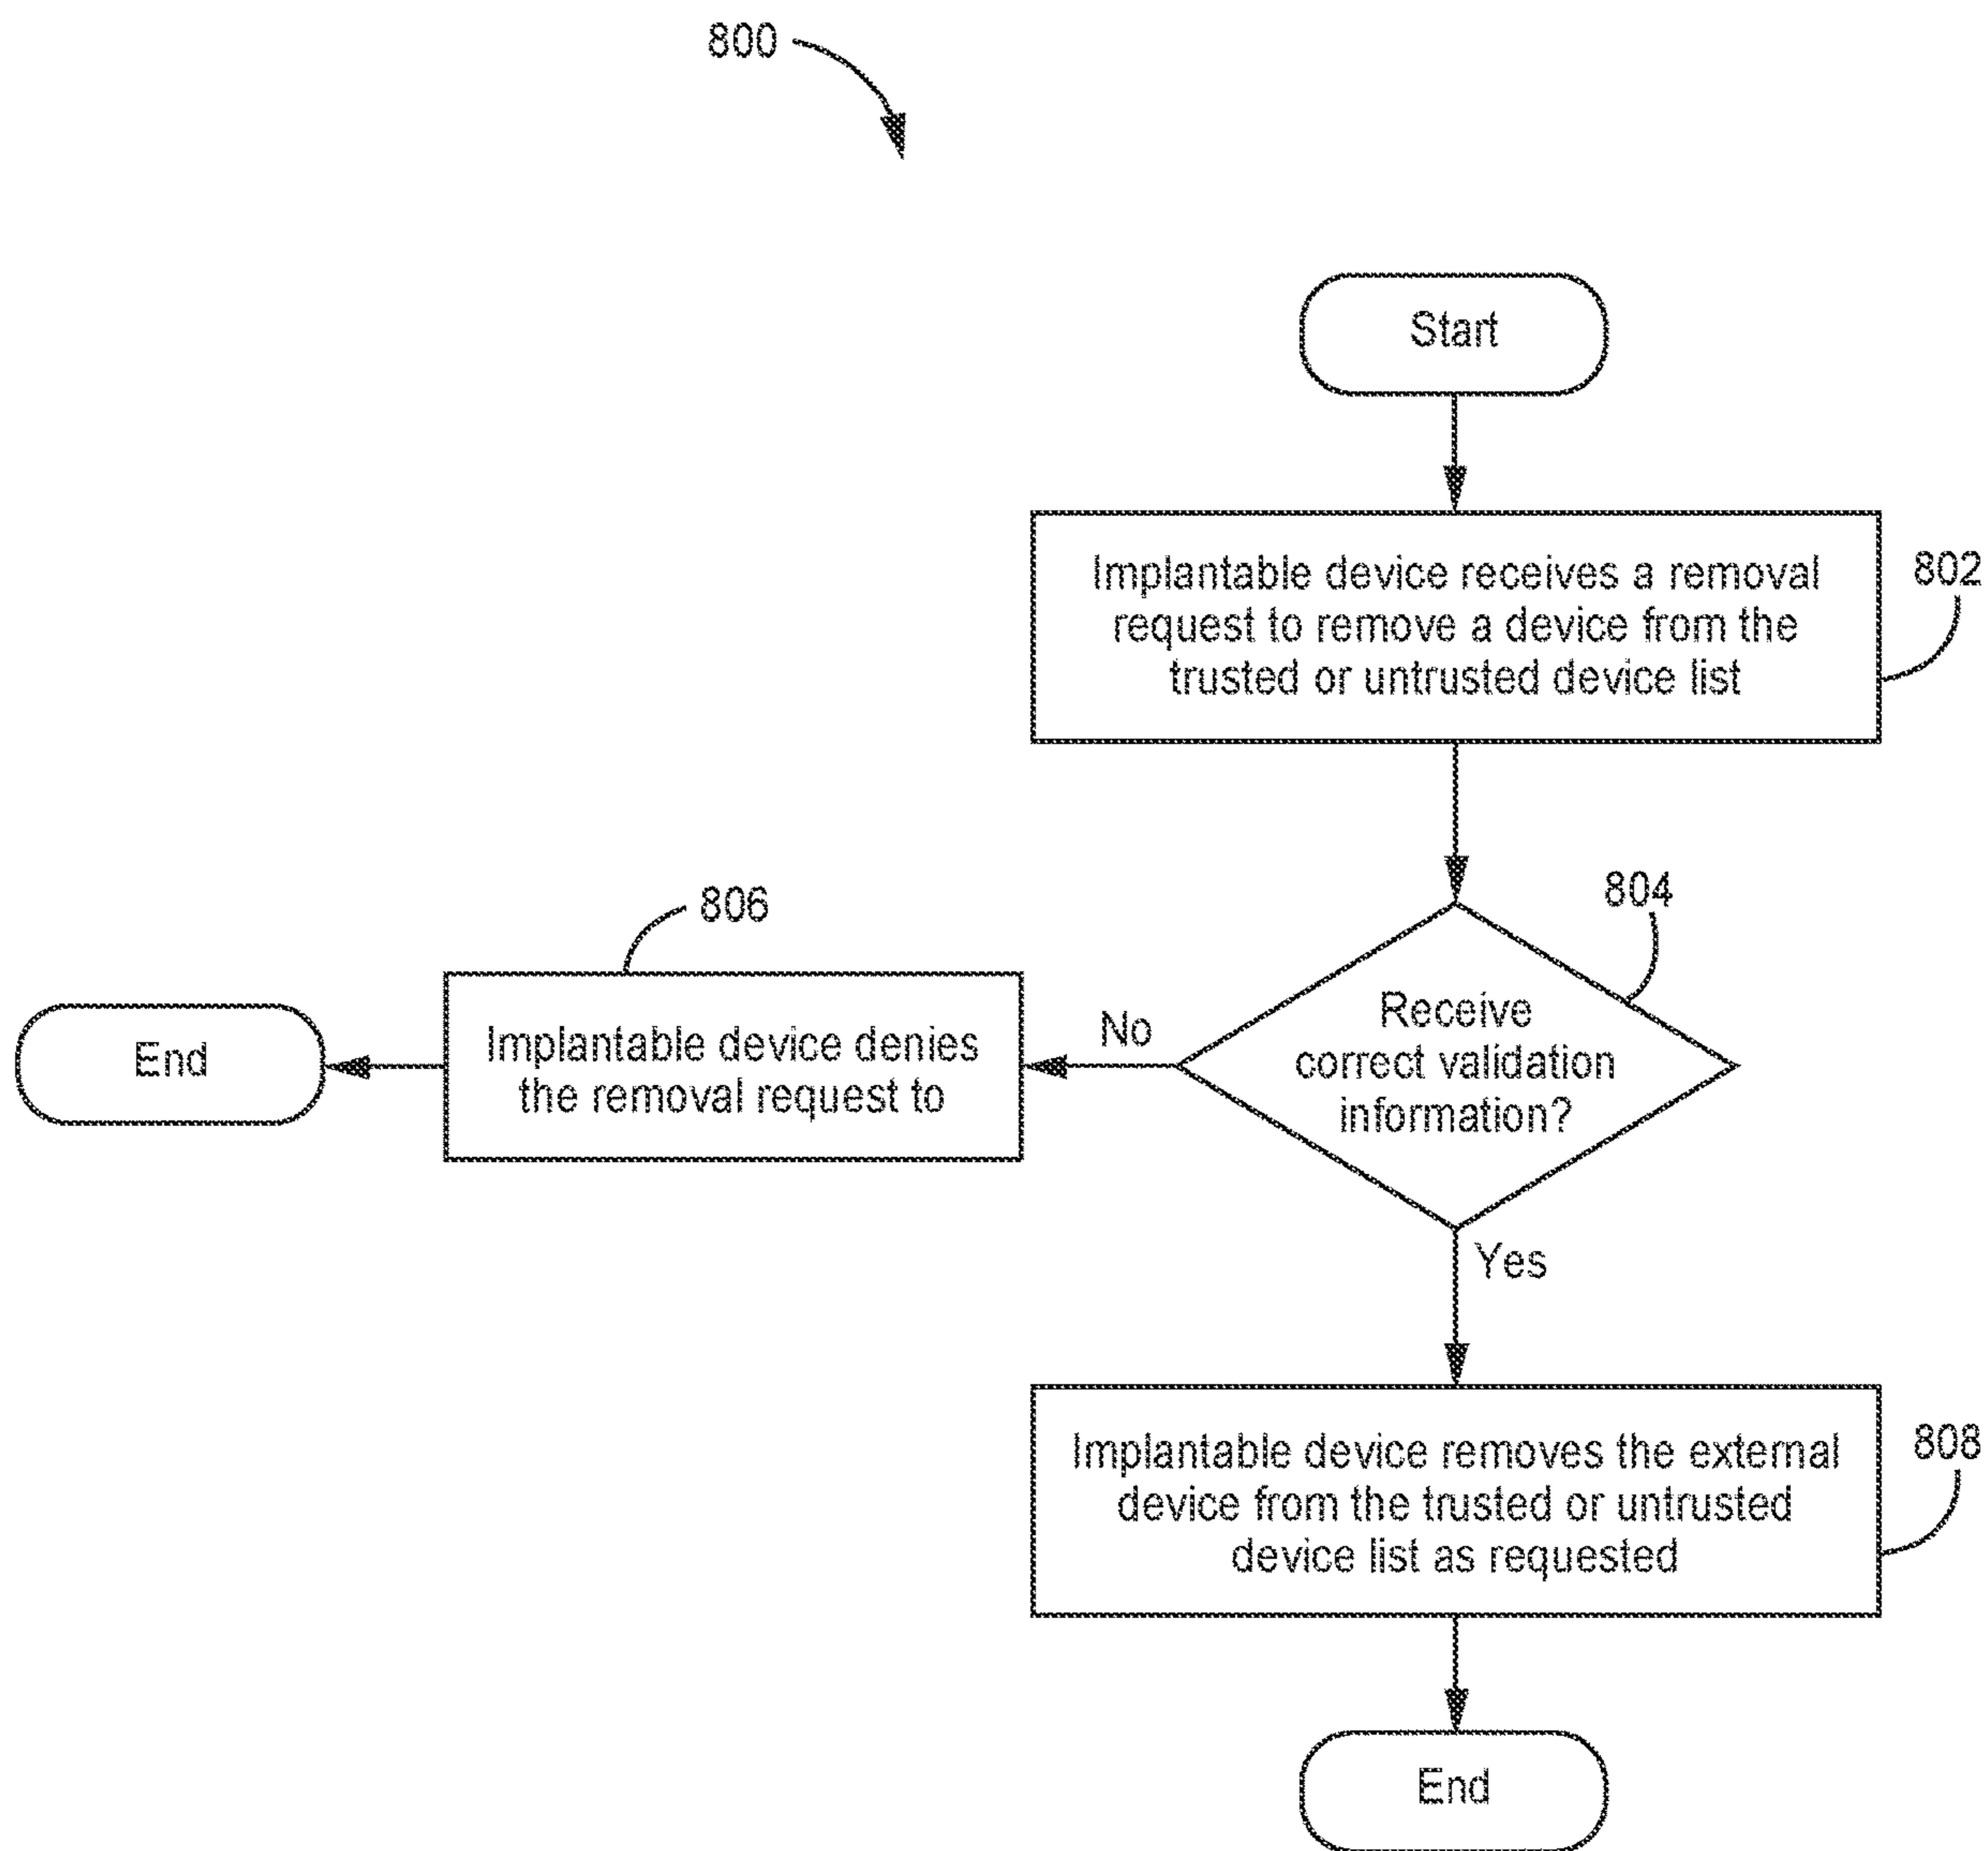 800
Start
Implantable device receives a removal
request to remove a device from the
trusted or untrusted device list
802
804
Receive
correct validation
information?
No
806
Implantable device denies
the removal request to
End
Yes
Implantable device removes the external
device from the trusted or untrusted
device list as requested
808
End